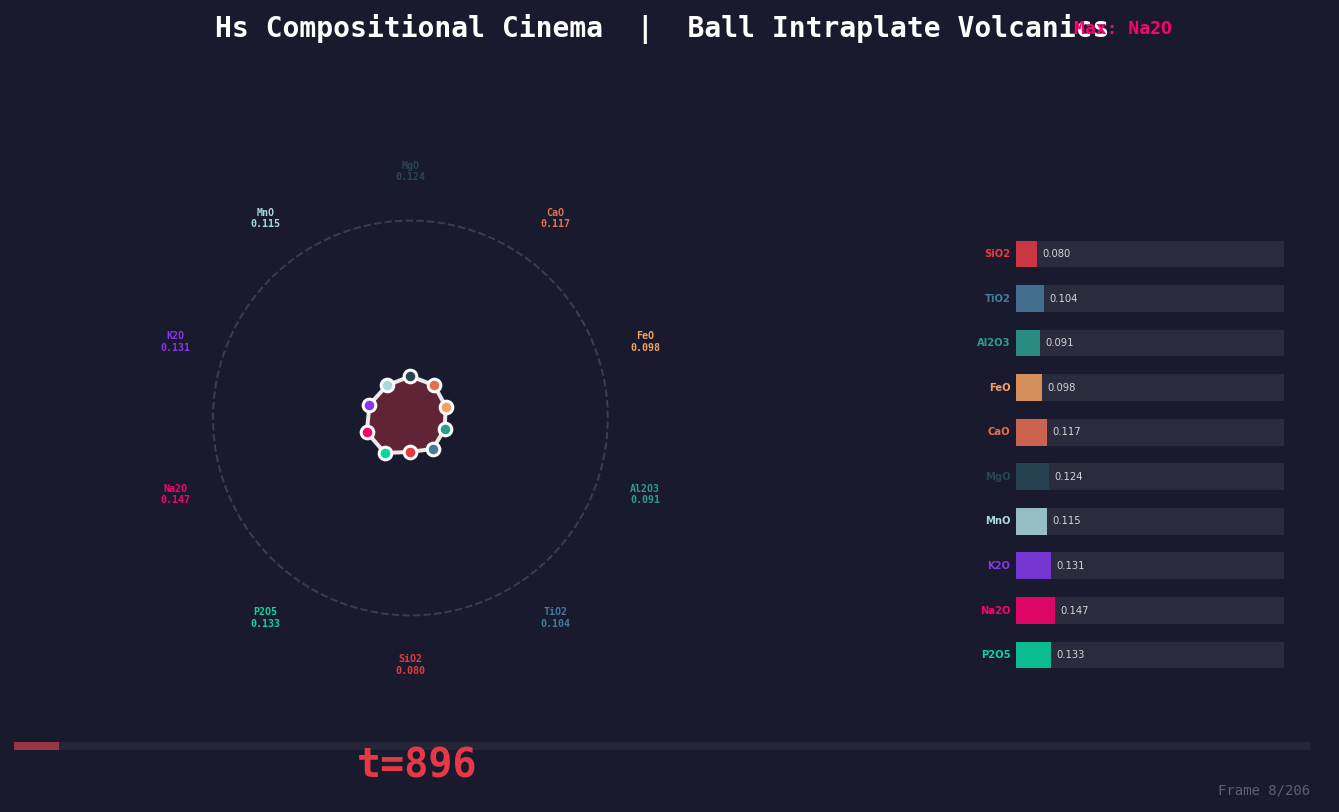 Hs Compositional Cinema | Ball Intraplate Volcanics
Max: Na2O
MgO
0.124
MnO
0.115
CaO
0.117
K2O
0.131
FeO
0.098
Na2O
0.147
Al2O3
0.091
P2O5
0.133
TiO2
0.104
SiO2
0.080
SiO2 0.080
TiO2 0.104
Al2O3 0.091
FeO 0.098
CaO 0.117
MgO 0.124
MnO 0.115
K2O 0.131
Na2O 0.147
P2O5 0.133
t=896
Frame 8/206